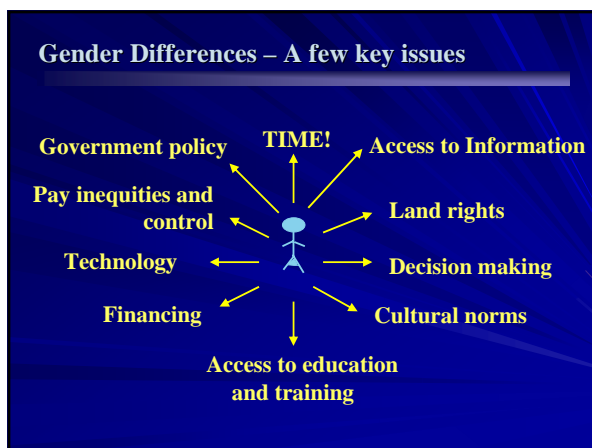 Gender Differences – A few key issues
TIME!
Government policy
Access to Information
Pay inequities and
control
Land rights
Technology
Decision making
Financing
Cultural norms
Access to education
and training